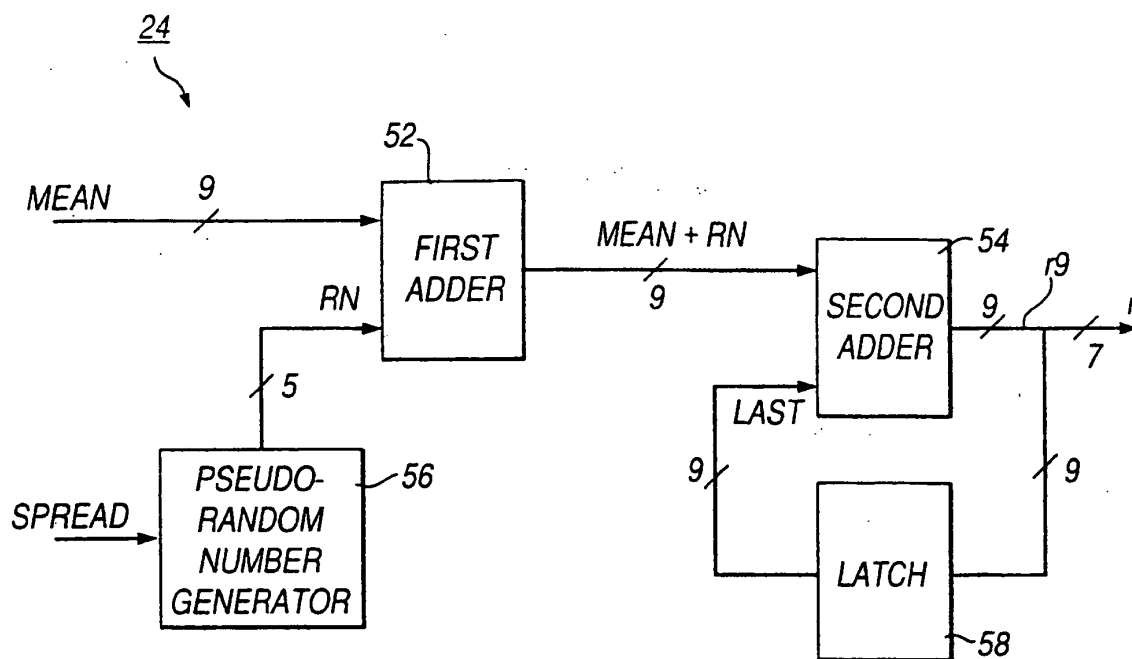 24
52
MEAN
9
FIRST
ADDER
MEAN + RN
9
54
RN
SECOND
ADDER
9
r9
7
5
LAST
9
9
SPREAD
PSEUDO-
RANDOM
NUMBER
GENERATOR
56
LATCH
58